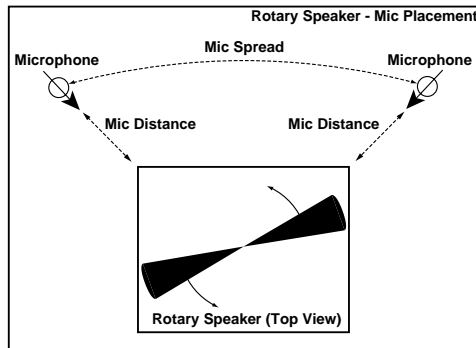 Rotary Speaker - Mic Placement
Mic Spread
Microphone
Microphone
Mic Distance
Mic Distance
Rotary Speaker (Top View)